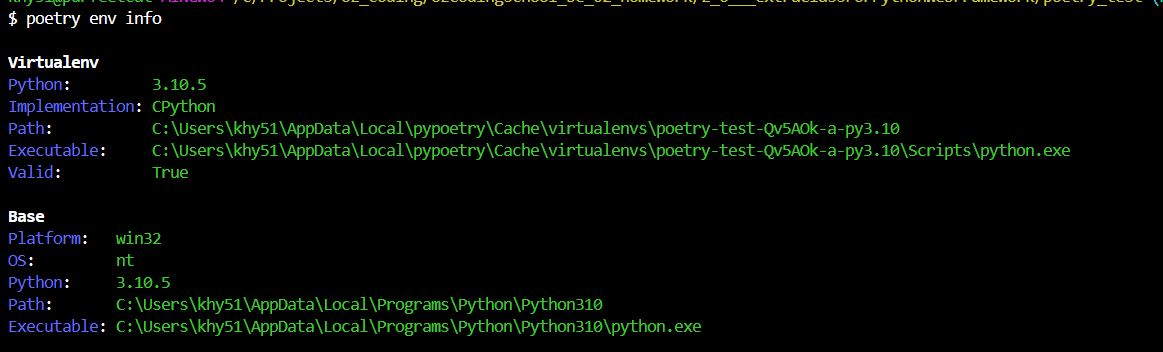 $ poetry env info
Virtualenv
Python: 3.10.5
Implementation: CPython
Path: C:\Users\khy51\AppData\Local\pypoetry\Cache\virtualenvs\poetry-test-Qv5AOk-a-py3.10
Executable: C:\Users\khy51\AppData\Local\pypoetry\Cache\virtualenvs\poetry-test-Qv5AOk-a-py3.10\Scripts\python.exe
Valid: True
Base
Platform: win32
OS: nt
Python: 3.10.5
Path: C:\Users\khy51\AppData\Local\Programs\Python\Python310
Executable: C:\Users\khy51\AppData\Local\Programs\Python\Python310\python.exe